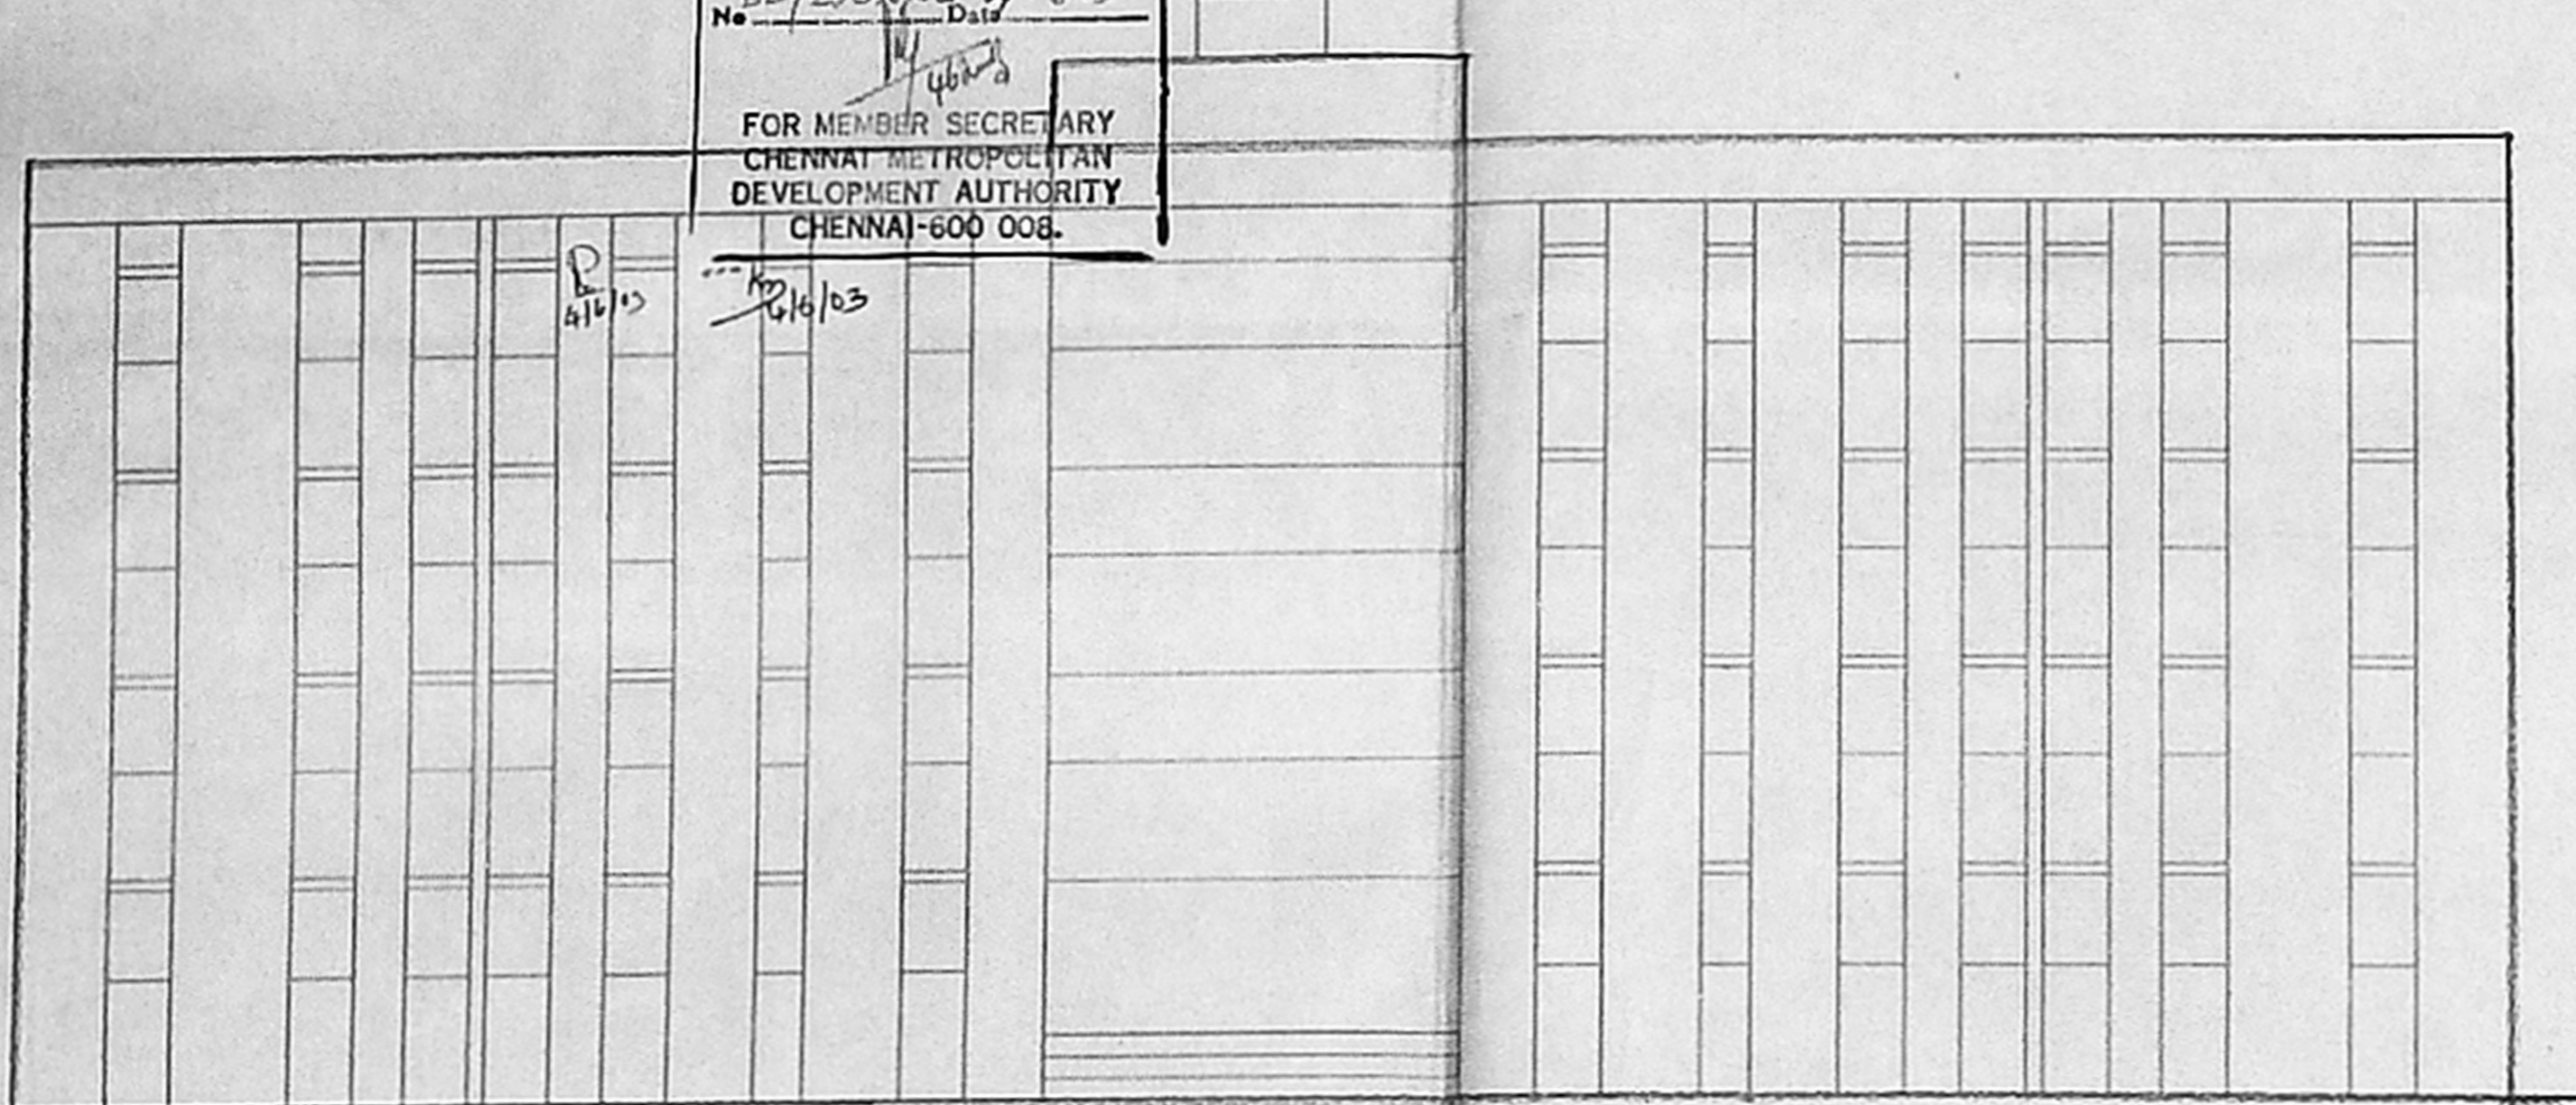 No Date
FOR MEMBER SECRETARY
CHENNAI METROPOLITAN
DEVELOPMENT AUTHORITY
CHENNAI-600 008.
4/6/03
4/6/03